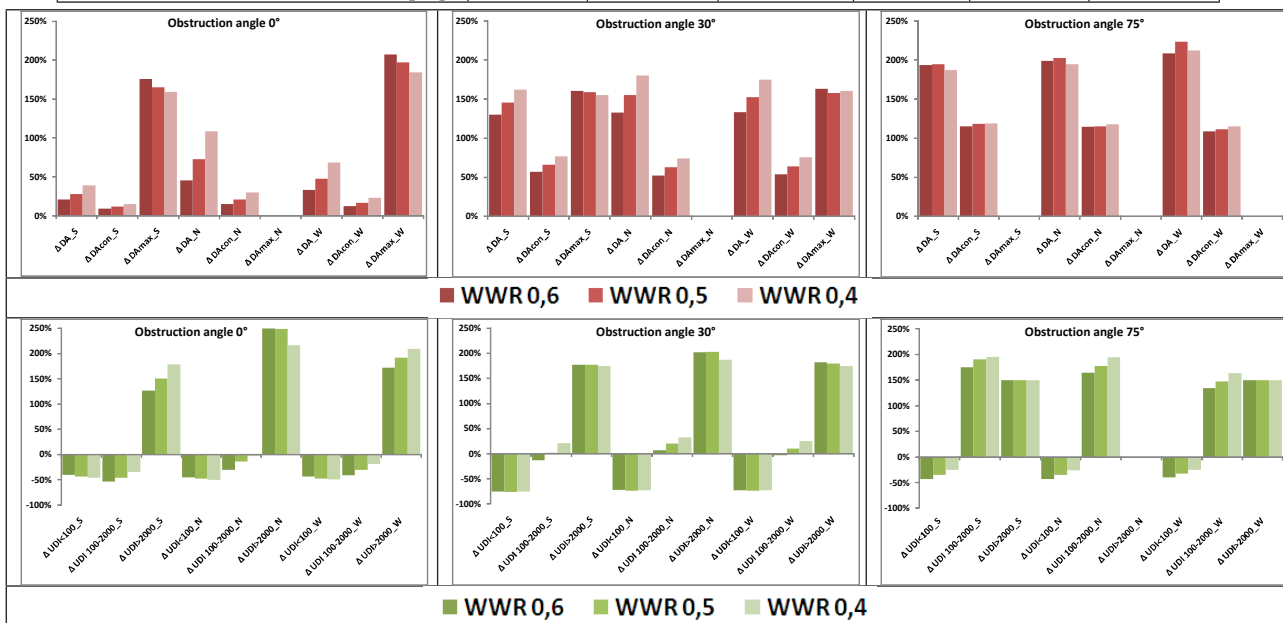 Obstruction angle 0°
250%
200%
150%
100%
50%
0%
Δ DA_S
Δ DAcon_S
Δ DAmax_S
Δ DA_N
Δ DAcon_N
Δ DAmax_N
Δ DA_W
Δ DAcon_W
Δ DAmax_W
Obstruction angle 30°
250%
200%
150%
100%
50%
0%
Δ DA_S
Δ DAcon_S
Δ DAmax_S
Δ DA_N
Δ DAcon_N
Δ DAmax_N
Δ DA_W
Δ DAcon_W
Δ DAmax_W
Obstruction angle 75°
250%
200%
150%
100%
50%
0%
Δ DA_S
Δ DAcon_S
Δ DAmax_S
Δ DA_N
Δ DAcon_N
Δ DAmax_N
Δ DA_W
Δ DAcon_W
Δ DAmax_W
WWR 0,6 WWR 0,5 WWR 0,4
Obstruction angle 0°
250%
200%
150%
100%
50%
0%
-50%
-100%
Δ UDI<100_S
Δ UDI 100-2000_S
Δ UDI>2000_S
Δ UDI<100_N
Δ UDI 100-2000_N
Δ UDI>2000_N
Δ UDI<100_W
Δ UDI 100-2000_W
Δ UDI>2000_W
Obstruction angle 30°
250%
200%
150%
100%
50%
0%
-50%
-100%
Δ UDI<100_S
Δ UDI 100-2000_S
Δ UDI>2000_S
Δ UDI<100_N
Δ UDI 100-2000_N
Δ UDI>2000_N
Δ UDI<100_W
Δ UDI 100-2000_W
Δ UDI>2000_W
Obstruction angle 75°
250%
200%
150%
100%
50%
0%
-50%
-100%
Δ UDI<100_S
Δ UDI 100-2000_S
Δ UDI>2000_S
Δ UDI<100_N
Δ UDI 100-2000_N
Δ UDI>2000_N
Δ UDI<100_W
Δ UDI 100-2000_W
Δ UDI>2000_W
WWR 0,6 WWR 0,5 WWR 0,4